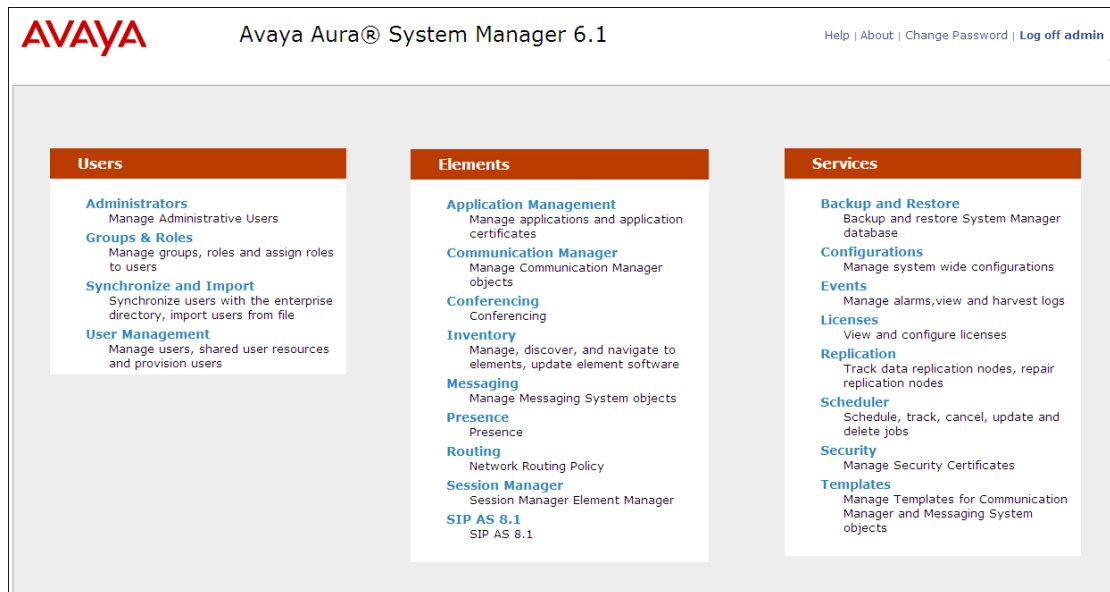 AVAYA
Avaya Aura® System Manager 6.1
Help | About | Change Password | Log off admin
Users
Administrators
Manage Administrative Users
Groups & Roles
Manage groups, roles and assign roles
to users
Synchronize and Import
Synchronize users with the enterprise
directory, import users from file
User Management
Manage users, shared user resources
and provision users
Elements
Application Management
Manage applications and application
certificates
Communication Manager
Manage Communication Manager
objects
Conferencing
Conferencing
Inventory
Manage, discover, and navigate to
elements, update element software
Messaging
Manage Messaging System objects
Presence
Presence
Routing
Network Routing Policy
Session Manager
Session Manager Element Manager
SIP AS 8.1
SIP AS 8.1
Services
Backup and Restore
Backup and restore System Manager
database
Configurations
Manage system wide configurations
Events
Manage alarms,view and harvest logs
Licenses
View and configure licenses
Replication
Track data replication nodes, repair
replication nodes
Scheduler
Schedule, track, cancel, update and
delete jobs
Security
Manage Security Certificates
Templates
Manage Templates for Communication
Manager and Messaging System
objects